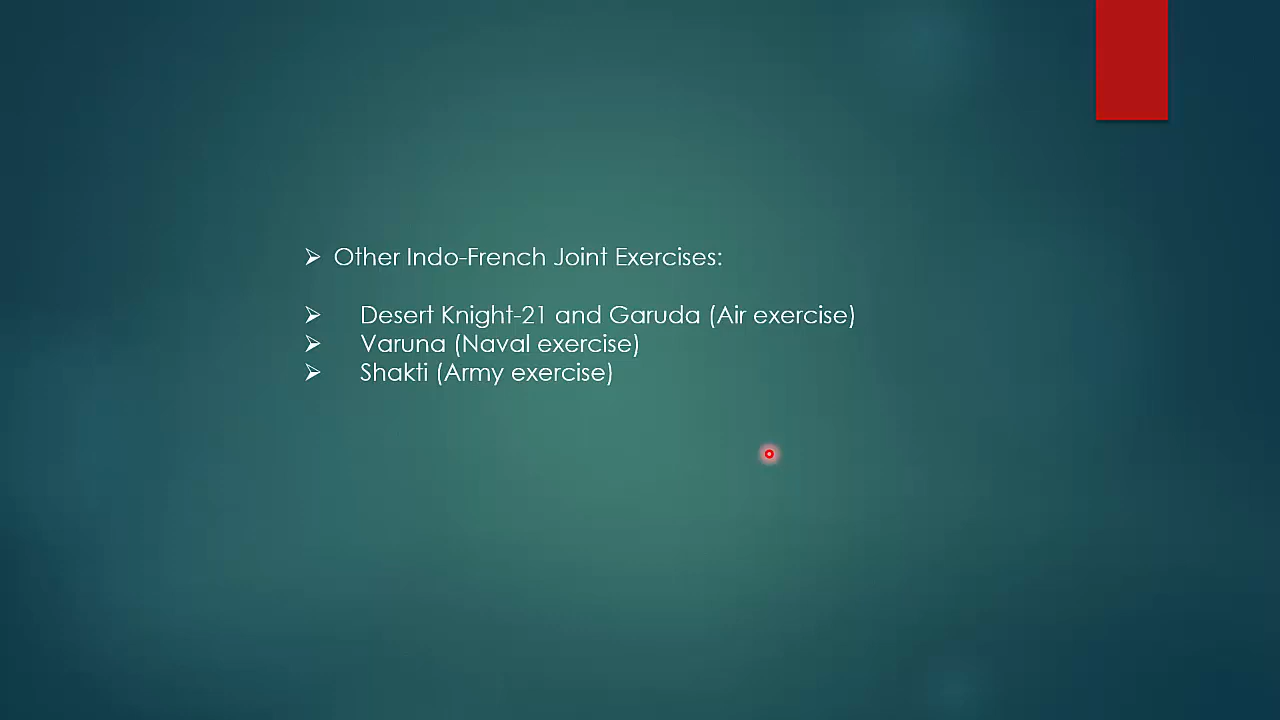 ➢ Other Indo-French Joint Exercises:
➢ Desert Knight-21 and Garuda (Air exercise)
➢ Varuna (Naval exercise)
➢ Shakti (Army exercise)